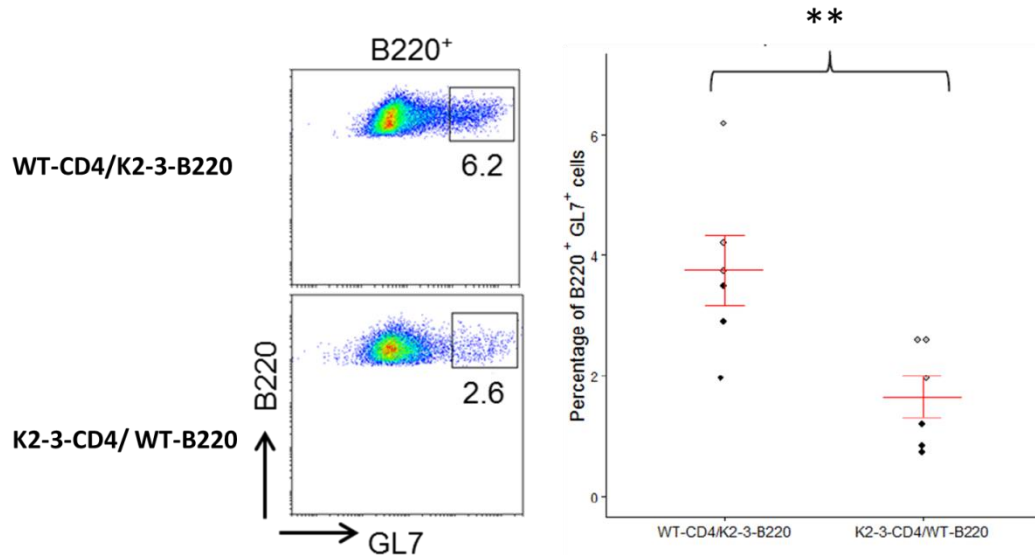 **
B220⁺
WT-CD4/K2-3-B220
6.2
K2-3-CD4/ WT-B220
2.6
B220
GL7
Percentage of B220⁺ GL7⁺ cells
6
4
2
0
WT-CD4/K2-3-B220
K2-3-CD4/WT-B220